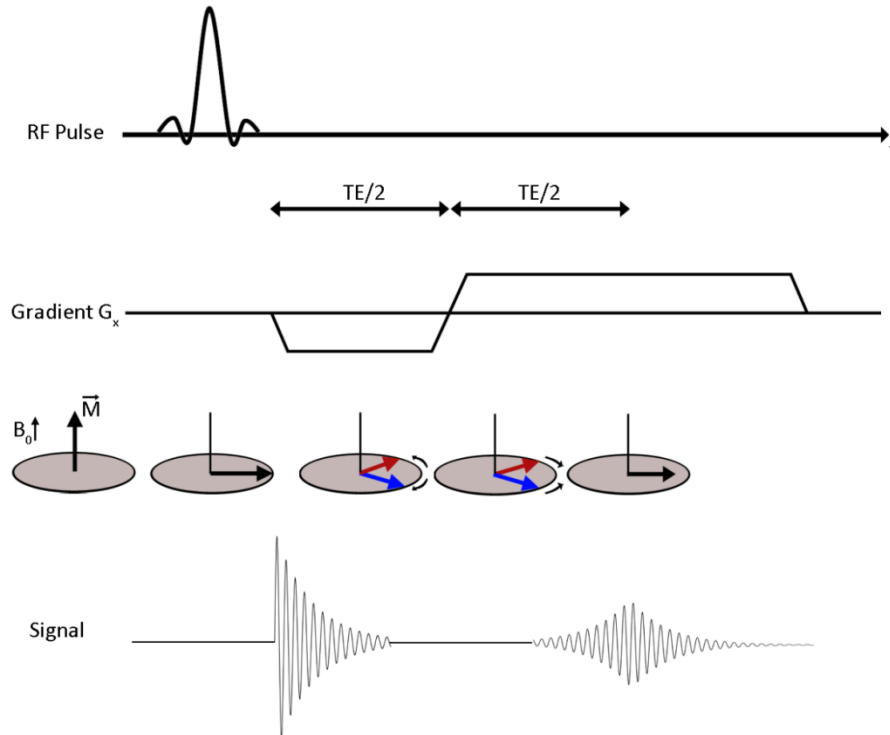 RF Pulse
TE/2 TE/2
Gradient Gₓ
B₀ M⃗
Signal